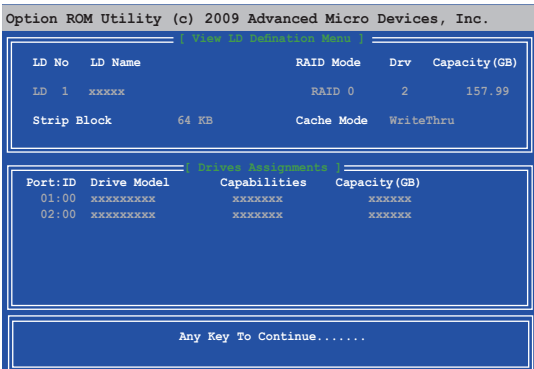 Option ROM Utility (c) 2009 Advanced Micro Devices, Inc.
[ View LD Defination Menu ]
LD No LD Name RAID Mode Drv Capacity(GB)
LD 1 xxxxx RAID 0 2 157.99
Strip Block 64 KB Cache Mode WriteThru
[ Drives Assignments ]
Port:ID Drive Model Capabilities Capacity(GB)
01:00 xxxxxxxxx xxxxxxx xxxxxx
02:00 xxxxxxxxx xxxxxxx xxxxxx
Any Key To Continue.......